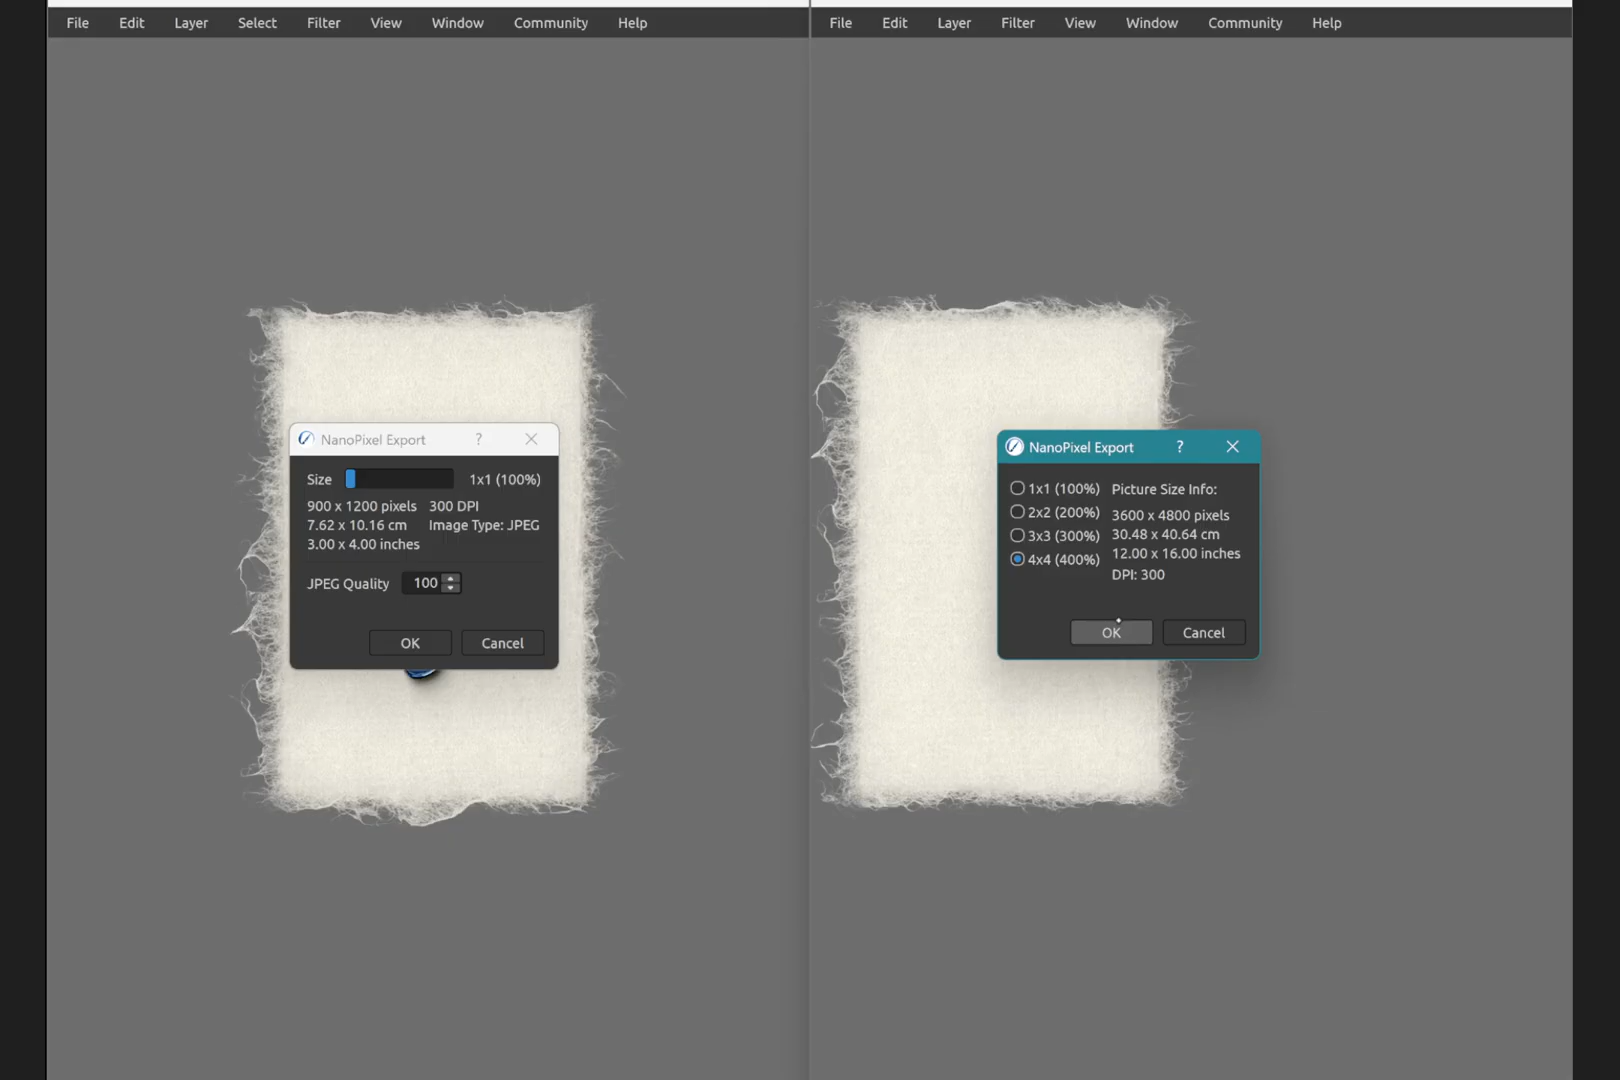 File Edit Layer Select Filter View Window Community Help
File Edit Layer Filter View Window Community Help
NanoPixel Export ?
Size 1x1 (100%)
900 x 1200 pixels 300 DPI
7.62 x 10.16 cm Image Type: JPEG
3.00 x 4.00 inches
JPEG Quality 100
OK Cancel
NanoPixel Export ?
1x1 (100%) Picture Size Info:
2x2 (200%) 3600 x 4800 pixels
3x3 (300%) 30.48 x 40.64 cm
4x4 (400%) 12.00 x 16.00 inches
DPI: 300
OK Cancel